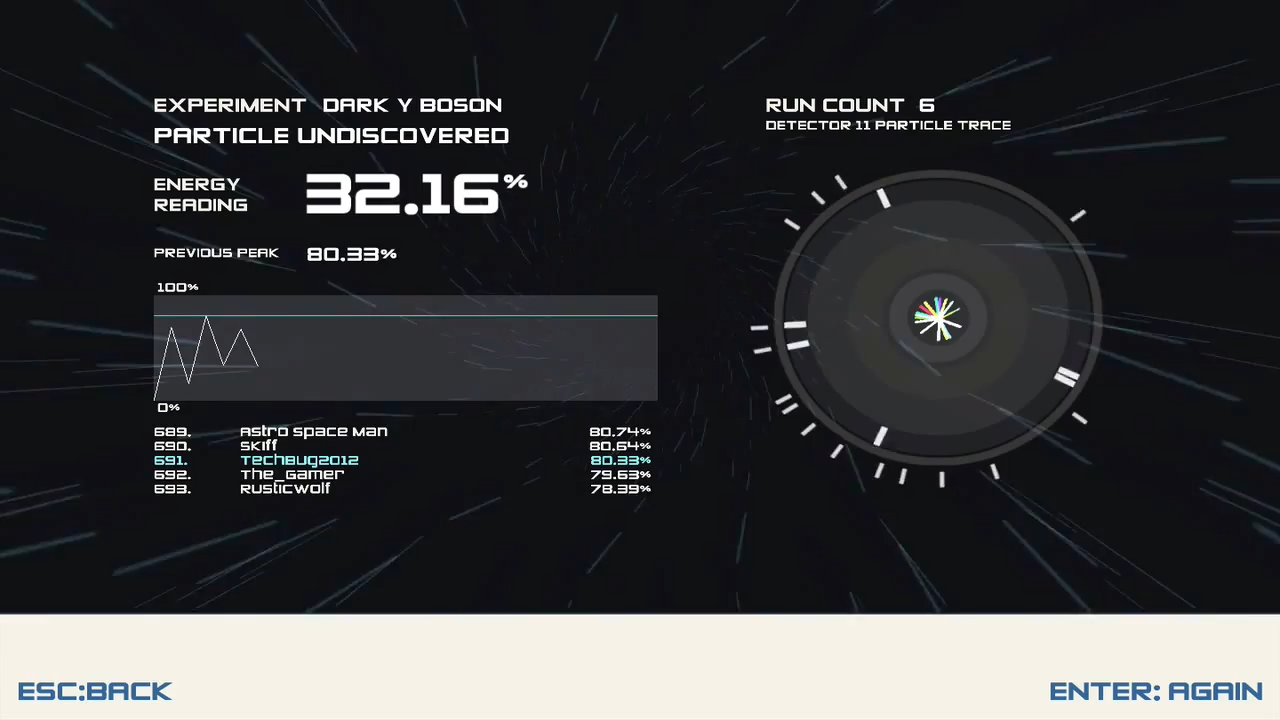 EXPERIMENT DARK Y BOSON
PARTICLE UNDISCOVERED
ENERGY READING 32.16%
PREVIOUS PEAK 80.33%
100%
0%
689. Astro Space Man 80.74%
690. Skiff 80.64%
691. TechBug2012 80.33%
692. The_Gamer 79.63%
693. Rusticwolf 78.39%
RUN COUNT 6
DETECTOR 11 PARTICLE TRACE
ESC:BACK
ENTER: AGAIN